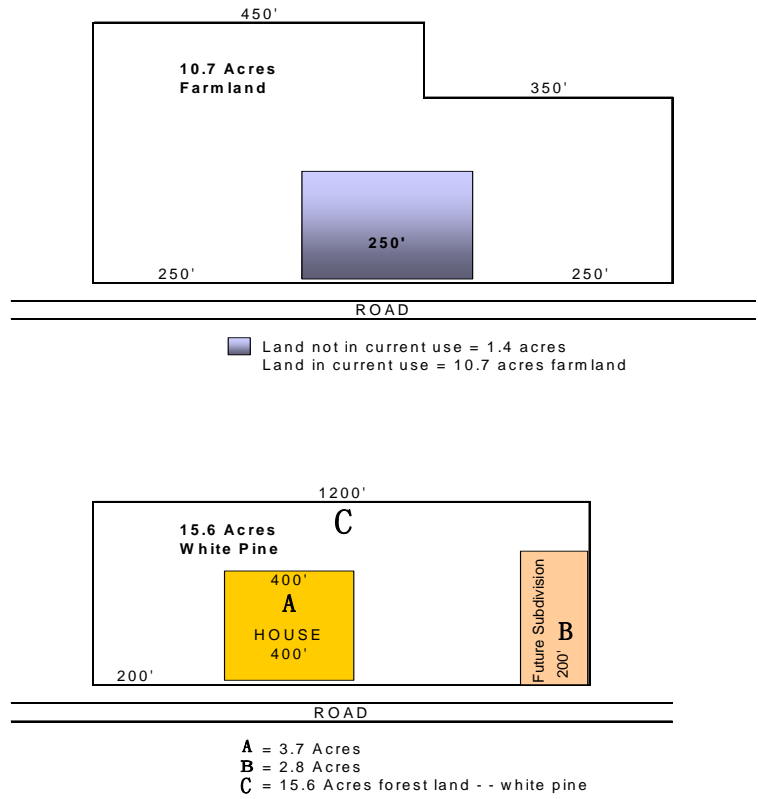 450'
10.7 Acres
Farmland
350'
250'
250'
250'
ROAD
Land not in current use = 1.4 acres
Land in current use = 10.7 acres farmland
1200'
15.6 Acres
White Pine
C
400'
A
HOUSE
400'
Future Subdivision
B
200'
200'
ROAD
A = 3.7 Acres
B = 2.8 Acres
C = 15.6 Acres forest land - - white pine